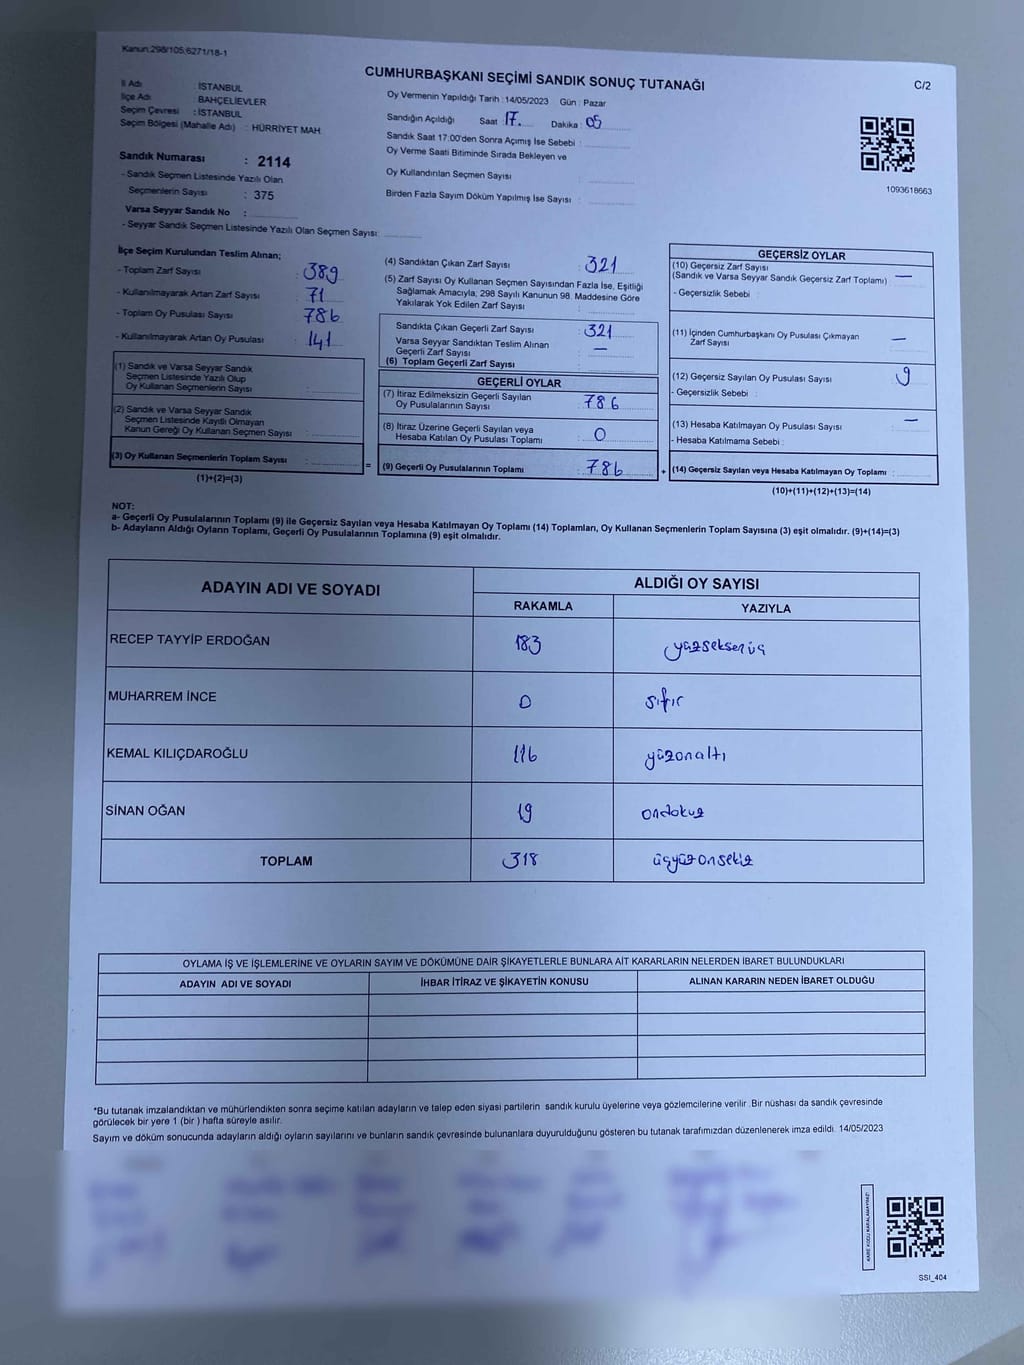 Kanun:298/105;6271/18-1
CUMHURBAŞKANI SEÇİMİ SANDIK SONUÇ TUTANAĞI
C/2
İl Adı : İSTANBUL
İlçe Adı : BAHÇELİEVLER
Seçim Çevresi : İSTANBUL
Seçim Bölgesi (Mahalle Adı) : HÜRRİYET MAH.
Sandık Numarası : 2114
- Sandık Seçmen Listesinde Yazılı Olan
Seçmenlerin Sayısı : 375
Varsa Seyyar Sandık No :
- Seyyar Sandık Seçmen Listesinde Yazılı Olan Seçmen Sayısı:
Oy Vermenin Yapıldığı Tarih : 14/05/2023 Gün : Pazar
Sandığın Açıldığı Saat : 17. Dakika : 05
Sandık Saat 17:00'den Sonra Açımış İse Sebebi :
Oy Verme Saati Bitiminde Sırada Bekleyen ve
Oy Kullandırılan Seçmen Sayısı :
Birden Fazla Sayım Döküm Yapılmış İse Sayısı :
1093618663
İlçe Seçim Kurulundan Teslim Alınan;
- Toplam Zarf Sayısı : 389
- Kullanılmayarak Artan Zarf Sayısı : 71
- Toplam Oy Pusulası Sayısı : 786
- Kullanılmayarak Artan Oy Pusulası : 141
(1) Sandık ve Varsa Seyyar Sandık
Seçmen Listesinde Yazılı Olup
Oy Kullanan Seçmenlerin Sayısı :
(2) Sandık ve Varsa Seyyar Sandık
Seçmen Listesinde Kayıtlı Olmayan
Kanun Gereği Oy Kullanan Seçmen Sayısı :
(3) Oy Kullanan Seçmenlerin Toplam Sayısı :
(1)+(2)=(3)
(4) Sandıktan Çıkan Zarf Sayısı : 321
(5) Zarf Sayısı Oy Kullanan Seçmen Sayısından Fazla İse, Eşitliği
Sağlamak Amacıyla, 298 Sayılı Kanunun 98. Maddesine Göre
Yakılarak Yok Edilen Zarf Sayısı :
Sandıkta Çıkan Geçerli Zarf Sayısı : 321
Varsa Seyyar Sandıktan Teslim Alınan
Geçerli Zarf Sayısı : —
(6) Toplam Geçerli Zarf Sayısı :
GEÇERLİ OYLAR
(7) İtiraz Edilmeksizin Geçerli Sayılan
Oy Pusulalarının Sayısı : 786
(8) İtiraz Üzerine Geçerli Sayılan veya
Hesaba Katılan Oy Pusulası Toplamı : 0
= (9) Geçerli Oy Pusulalarının Toplamı : 786 +
GEÇERSİZ OYLAR
(10) Geçersiz Zarf Sayısı
(Sandık ve Varsa Seyyar Sandık Geçersiz Zarf Toplamı) : —
- Geçersizlik Sebebi :
(11) İçinden Cumhurbaşkanı Oy Pusulası Çıkmayan
Zarf Sayısı : —
(12) Geçersiz Sayılan Oy Pusulası Sayısı : 9
- Geçersizlik Sebebi :
(13) Hesaba Katılmayan Oy Pusulası Sayısı : —
- Hesaba Katılmama Sebebi :
(14) Geçersiz Sayılan veya Hesaba Katılmayan Oy Toplamı :
(10)+(11)+(12)+(13)=(14)
NOT:
a- Geçerli Oy Pusulalarının Toplamı (9) ile Geçersiz Sayılan veya Hesaba Katılmayan Oy Toplamı (14) Toplamları, Oy Kullanan Seçmenlerin Toplam Sayısına (3) eşit olmalıdır. (9)+(14)=(3)
b- Adayların Aldığı Oyların Toplamı, Geçerli Oy Pusulalarının Toplamına (9) eşit olmalıdır.
ADAYIN ADI VE SOYADI
ALDIĞI OY SAYISI
RAKAMLA YAZIYLA
RECEP TAYYİP ERDOĞAN 183 yüzseksenüç
MUHARREM İNCE 0 sıfır
KEMAL KILIÇDAROĞLU 116 yüzonaltı
SİNAN OĞAN 19 ondokuz
TOPLAM 318 üçyüzonsekiz
OYLAMA İŞ VE İŞLEMLERİNE VE OYLARIN SAYIM VE DÖKÜMÜNE DAİR ŞİKAYETLERLE BUNLARA AİT KARARLARIN NELERDEN İBARET BULUNDUKLARI
ADAYIN ADI VE SOYADI İHBAR İTİRAZ VE ŞİKAYETİN KONUSU ALINAN KARARIN NEDEN İBARET OLDUĞU
*Bu tutanak imzalandıktan ve mühürlendikten sonra seçime katılan adayların ve talep eden siyasi partilerin sandık kurulu üyelerine veya gözlemcilerine verilir .Bir nüshası da sandık çevresinde
görülecek bir yere 1 (bir ) hafta süreyle asılır.
Sayım ve döküm sonucunda adayların aldığı oyların sayılarını ve bunların sandık çevresinde bulunanlara duyurulduğunu gösteren bu tutanak tarafımızdan düzenlenerek imza edildi. 14/05/2023
KARE KODU KARALAMAYINIZ!
SSI_404